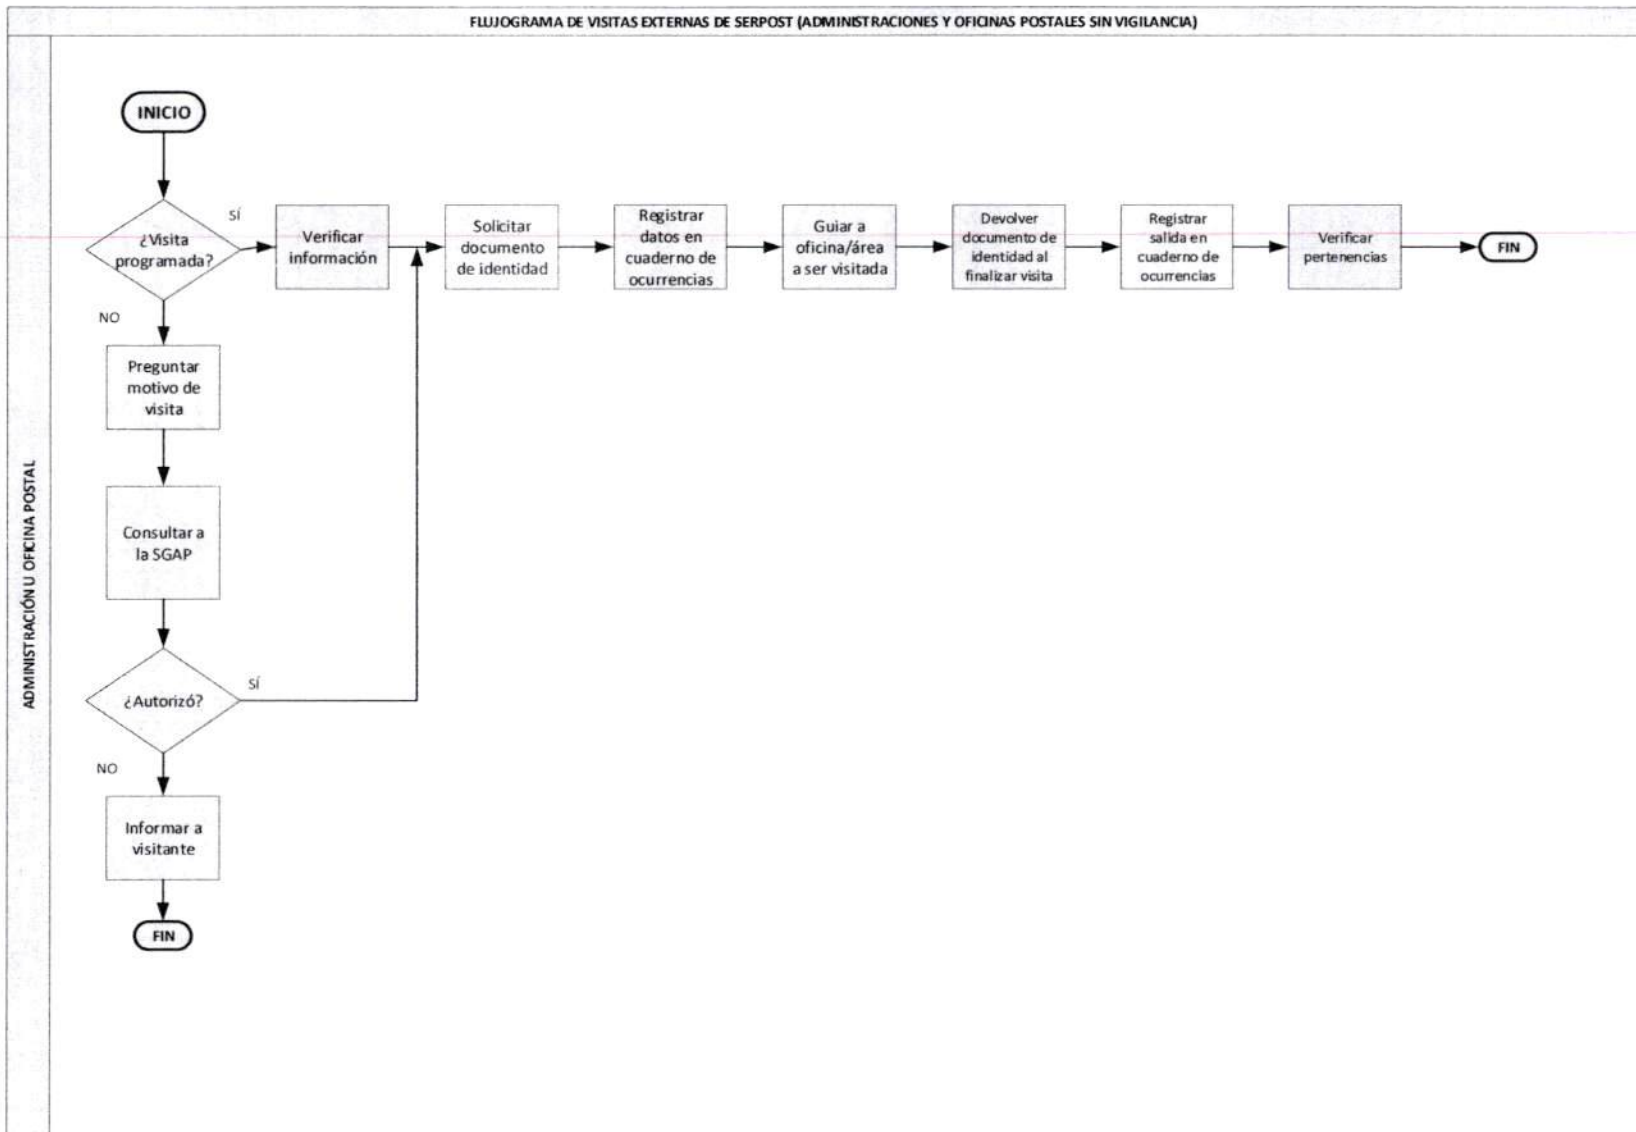 FLUJOGRAMA DE VISITAS EXTERNAS DE SERPOST (ADMINISTRACIONES Y OFICINAS POSTALES SIN VIGILANCIA)
ADMINISTRACIÓN U OFICINA POSTAL
INICIO
¿Visita
programada?
SÍ
Verificar
información
Solicitar
documento
de identidad
Registrar
datos en
cuaderno de
ocurrencias
Guiar a
oficina/área
a ser visitada
Devolver
documento de
identidad al
finalizar visita
Registrar
salida en
cuaderno de
ocurrencias
Verificar
pertenencias
FIN
NO
Preguntar
motivo de
visita
Consultar a
la SGAP
¿Autorizó?
SÍ
NO
Informar a
visitante
FIN